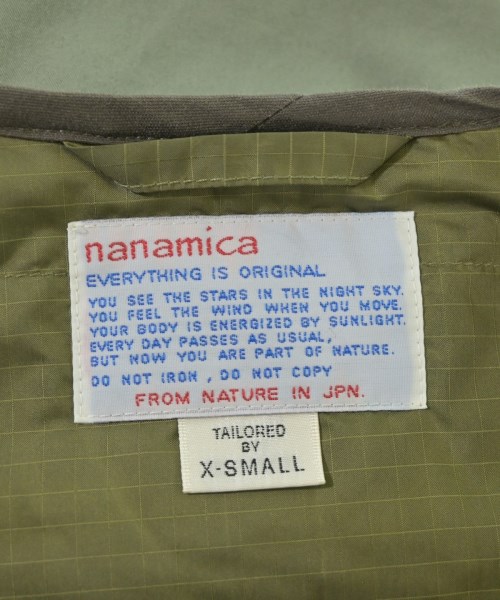 nanamica
EVERYTHING IS ORIGINAL
YOU SEE THE STARS IN THE NIGHT SKY.
YOU FEEL THE WIND WHEN YOU MOVE.
YOUR BODY IS ENERGIZED BY SUNLIGHT.
EVERY DAY PASSES AS USUAL,
BUT NOW YOU ARE PART OF NATURE.
DO NOT IRON , DO NOT COPY
FROM NATURE IN JPN.
TAILORED
BY
X-SMALL